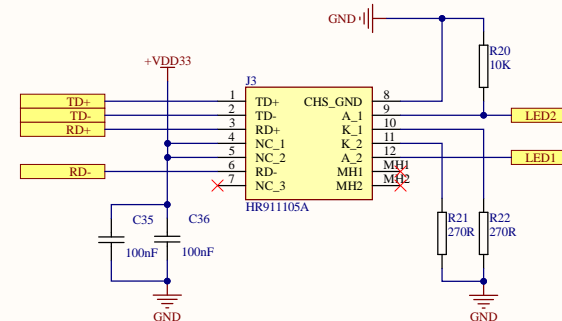 GND
R20
10K
+VDD33
J3
TD+ 1 TD+ CHS_GND 8
TD- 2 TD- A_1 9 LED2
RD+ 3 RD+ K_1 10
4 NC_1 K_2 11
5 NC_2 A_2 12 LED1
RD- 6 RD- MH1 MH1
7 NC_3 MH2 MH2
HR911105A
C35 C36
100nF 100nF
R21 R22
270R 270R
GND GND